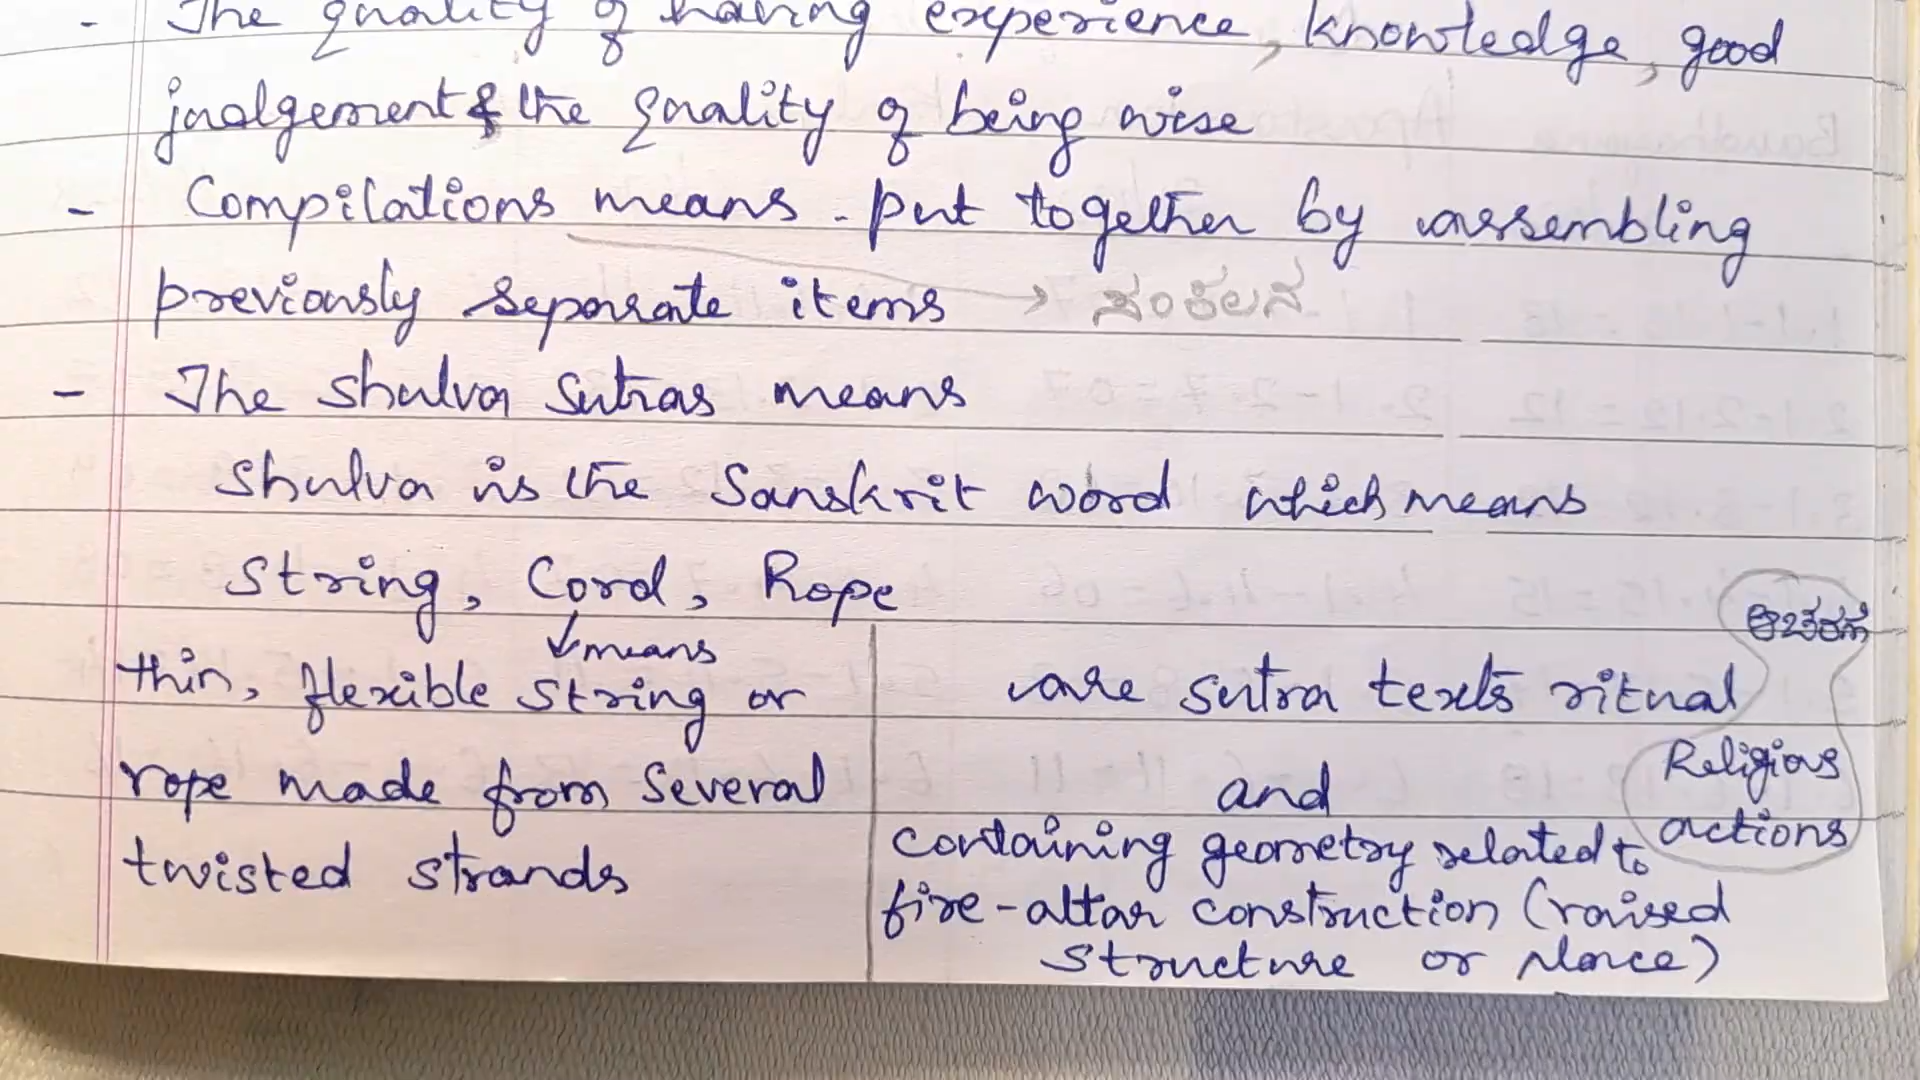 - The quality of having experience, knowledge, good
judgement & the quality of being wise
- Compilations means - put together by assembling
previously separate items → ಸಂಕಲನ
- The Shulva Sutras means
Shulva is the Sanskrit word which means
String, Cord, Rope
↓ means
thin, flexible string or
rope made from several
twisted strands
ಆಚರಣೆ
are sutra texts ritual
and
Religious
actions
containing geometry related to
fire-altar construction (raised
structure or place)